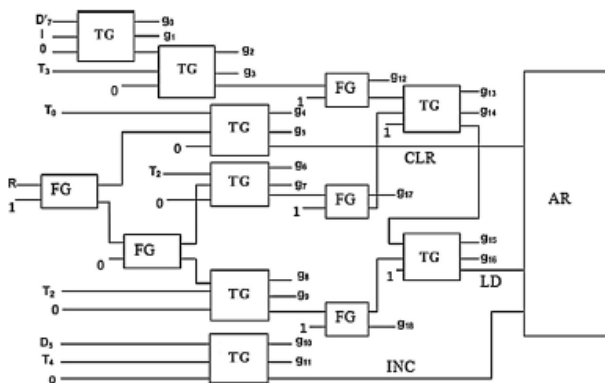 D'7 g0
I TG g1
0 g2
T3 TG g3
0 FG g12
1 g13
T0 g4 TG g14
TG g5 1
0 CLR
T2 g6
R FG TG g7
1 0 FG g17 AR
1
FG g15
0 TG g16
g8 1 LD
T2 TG g9
0 FG
1 g18
D5 g10
T4 TG g11 INC
0